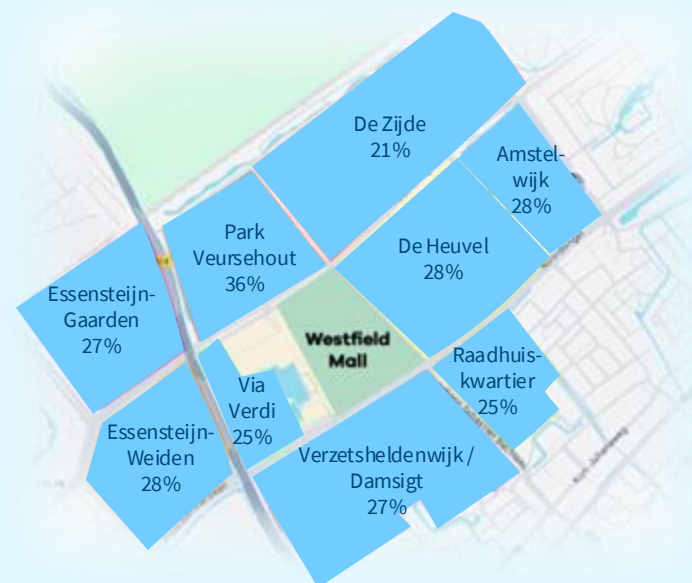 De Zijde
21%
Amstel-
wijk
28%
Park
Veursehout
36%
De Heuvel
28%
Essensteijn-
Gaarden
27%
Westfield
Mall
Raadhuis-
kwartier
25%
Via
Verdi
25%
Essensteijn-
Weiden
28%
Verzetsheldenwijk /
Damsigt
27%